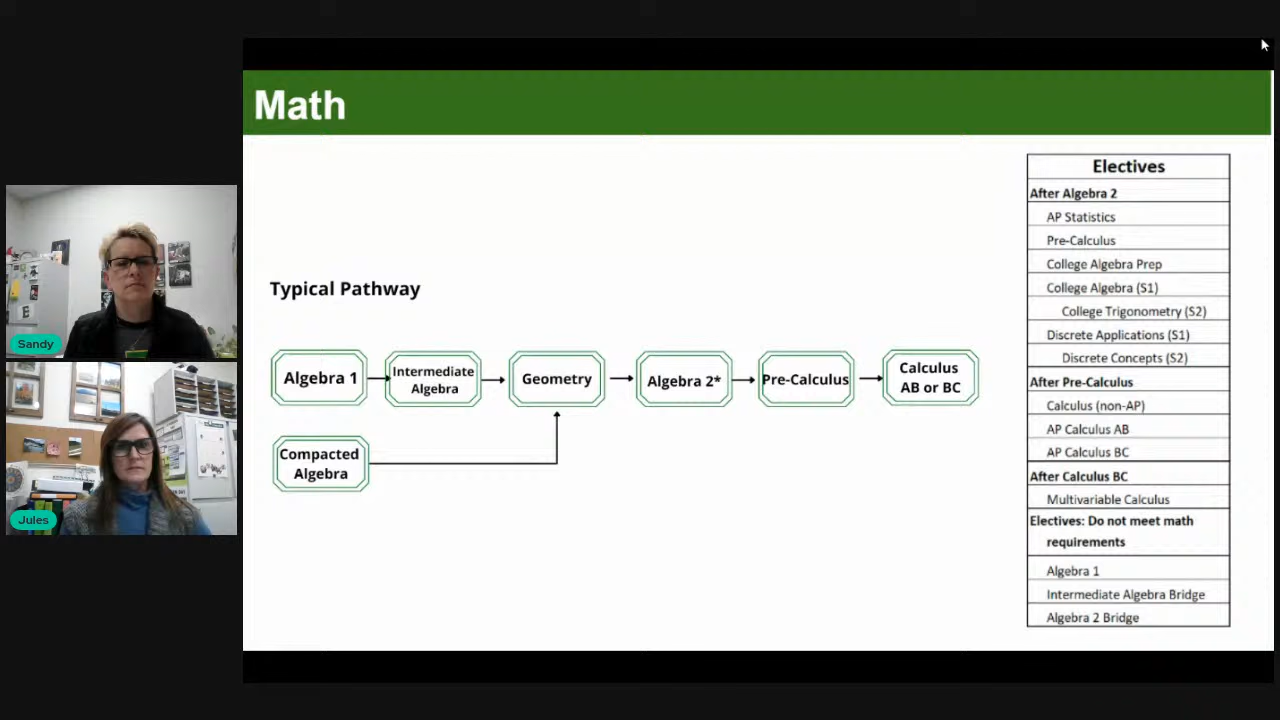 Math
Typical Pathway
Algebra 1
Intermediate
Algebra
Geometry
Algebra 2*
Pre-Calculus
Calculus
AB or BC
Compacted
Algebra
Electives
After Algebra 2
AP Statistics
Pre-Calculus
College Algebra Prep
College Algebra (S1)
College Trigonometry (S2)
Discrete Applications (S1)
Discrete Concepts (S2)
After Pre-Calculus
Calculus (non-AP)
AP Calculus AB
AP Calculus BC
After Calculus BC
Multivariable Calculus
Electives: Do not meet math
requirements
Algebra 1
Intermediate Algebra Bridge
Algebra 2 Bridge
Sandy
Jules